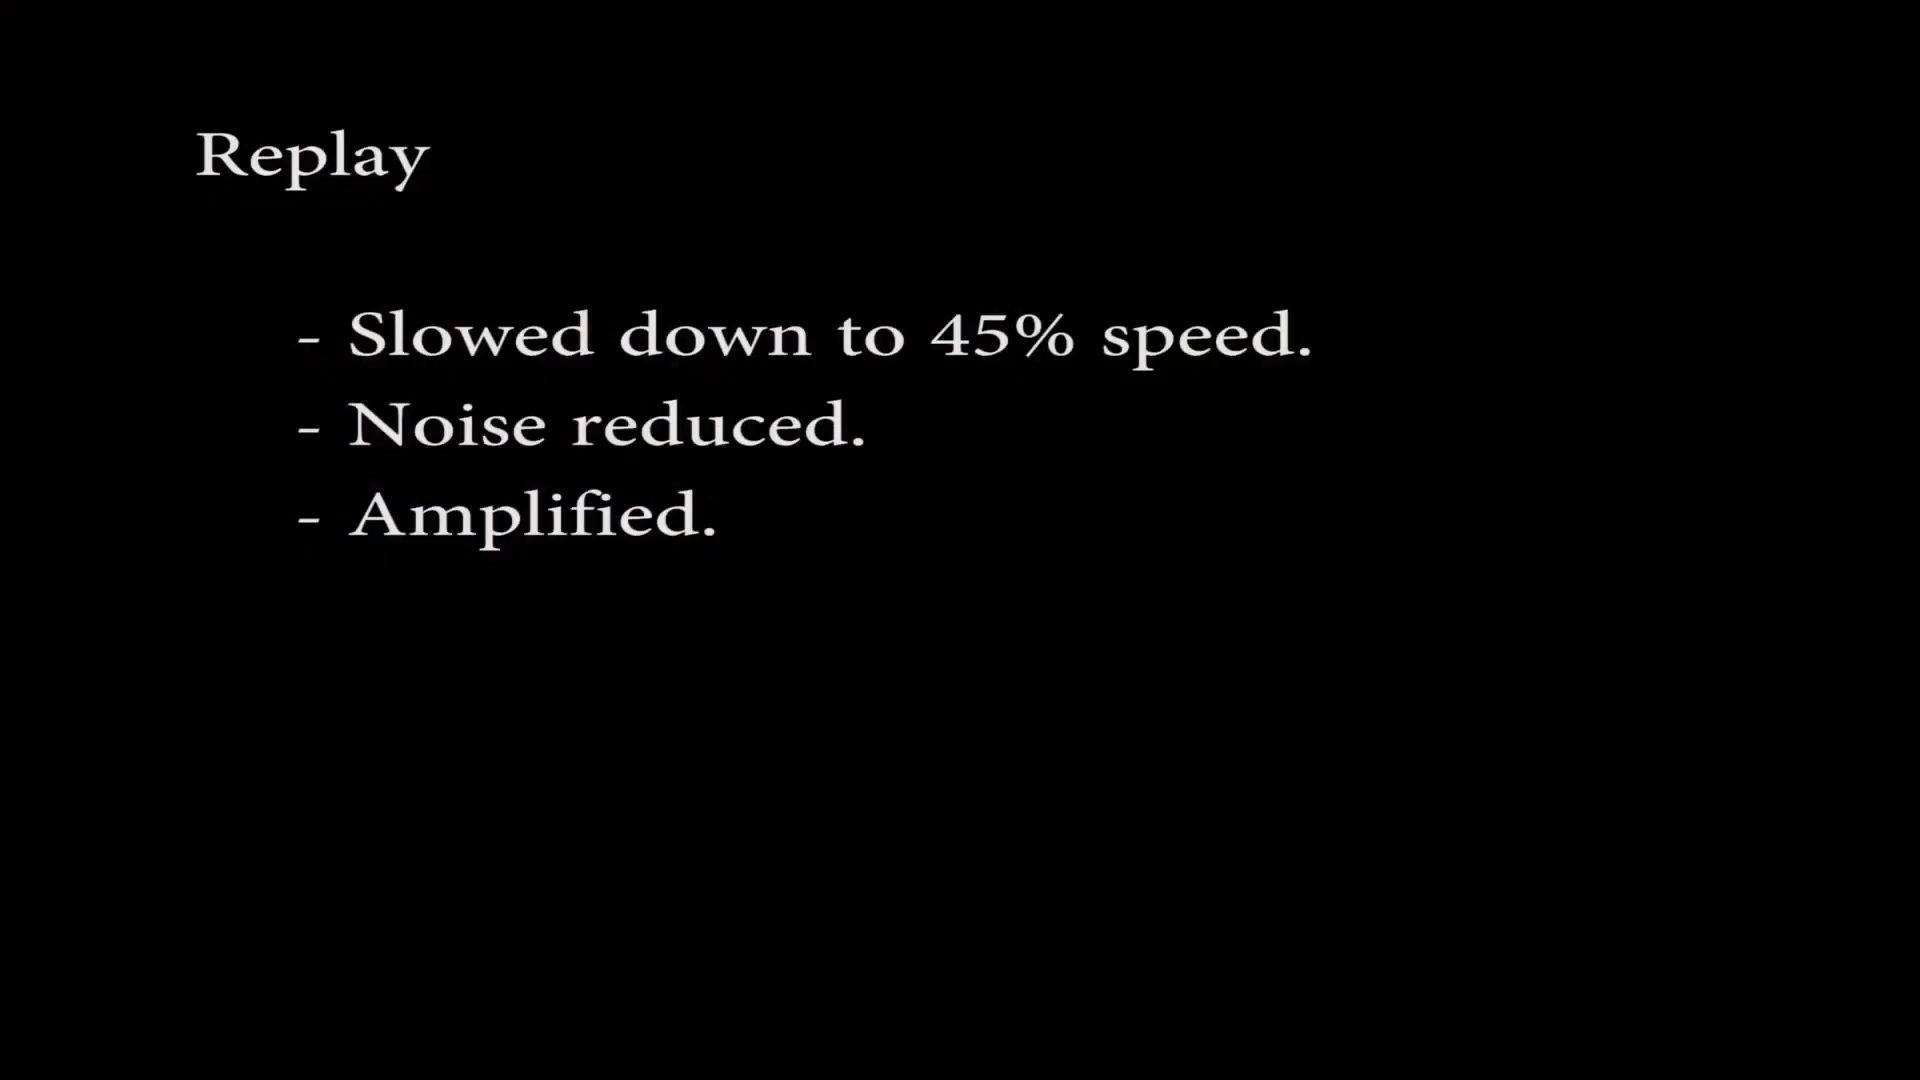 Replay
- Slowed down to 45% speed.
- Noise reduced.
- Amplified.